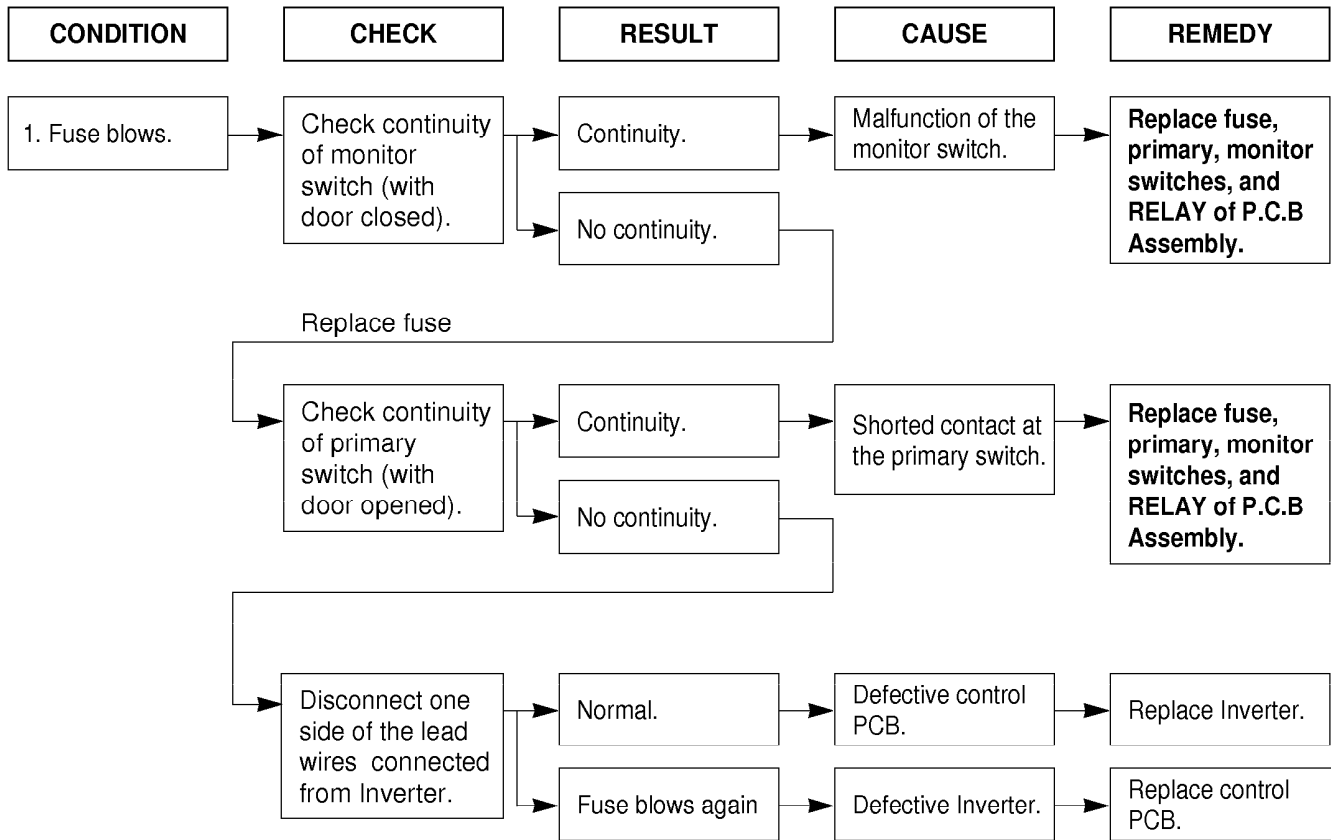 CONDITION
CHECK
RESULT
CAUSE
REMEDY
1. Fuse blows.
Check continuity
of monitor
switch (with
door closed).
Continuity.
Malfunction of the
monitor switch.
Replace fuse,
primary, monitor
switches, and
RELAY of P.C.B
Assembly.
No continuity.
Replace fuse
Check continuity
of primary
switch (with
door opened).
Continuity.
Shorted contact at
the primary switch.
Replace fuse,
primary, monitor
switches, and
RELAY of P.C.B
Assembly.
No continuity.
Disconnect one
side of the lead
wires connected
from Inverter.
Normal.
Defective control
PCB.
Replace Inverter.
Fuse blows again
Defective Inverter.
Replace control
PCB.